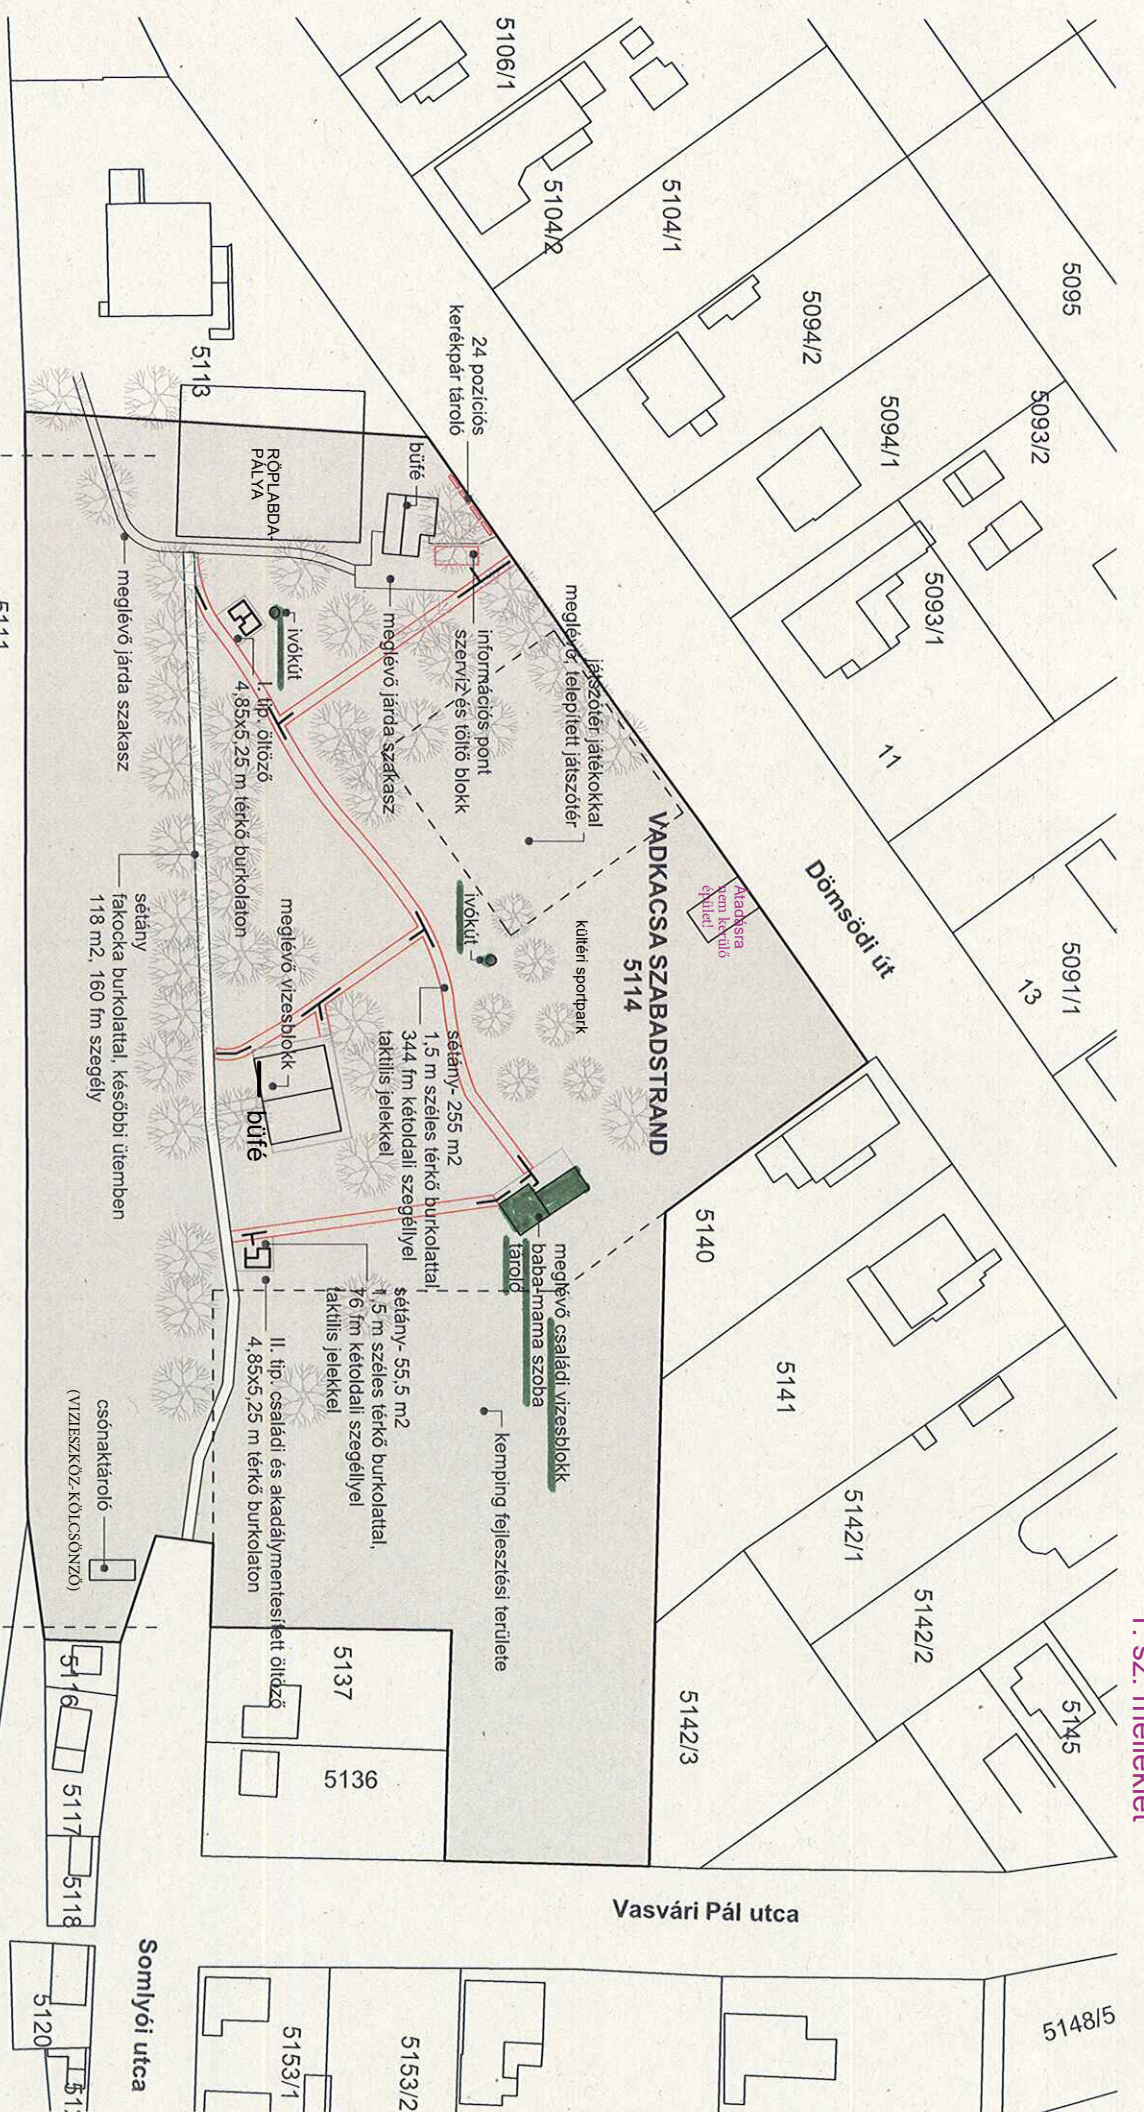 1. sz. melléklet
5106/1
5104/2
5104/1
5095
5094/2
5094/1
5093/2
5093/1
11
5091/1
13
Dömsödi út
5113
24 pozíciós
kerékpár tároló
büfé
RÖPLABDA-
PÁLYA
meglévő járda szakasz
információs pont
szerviz és töltő blokk
meglévő járda szakasz
ivókút
I. tip. öltöző
4,85x5,25 m térkő burkolaton
játszótér játékokkal
meglévő, telepített játszótér
VADKACSA SZABADSTRAND
5114
Átadásra
nem kerülő
épület!
kültéri sportpark
ivókút
sétány
fakocka burkolattal, későbbi ütemben
118 m2, 160 fm szegély
meglévő vizesblokk
büfé
sétány- 255 m2
1,5 m széles térkő burkolattal,
344 fm kétoldali szegéllyel
taktilis jelekkel
meglévő családi vizesblokk
baba-mama szoba
tároló
sétány- 55,5 m2
1,5 m széles térkő burkolattal,
76 fm kétoldali szegéllyel
taktilis jelekkel
II. tip. családi és akadálymentesített öltöző
4,85x5,25 m térkő burkolaton
kemping fejlesztési területe
csónaktároló
(VIZIESZKÖZ-KÖLCSÖNZŐ)
5111
5140
5141
5142/1
5142/2
5142/3
5145
5137
5136
5116
5117
5118
5120
Vasvári Pál utca
Somlyói utca
5148/5
5153/1
5153/2